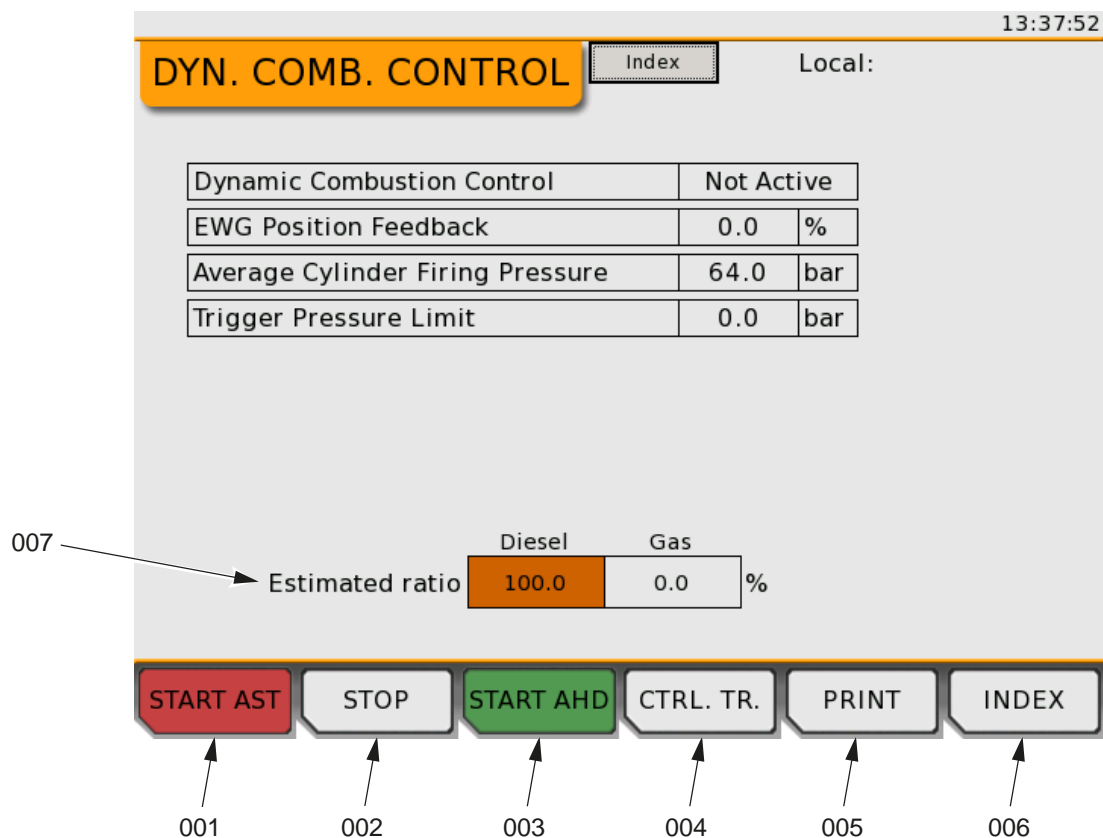 13:37:52
DYN. COMB. CONTROL Index Local:
Dynamic Combustion Control Not Active
EWG Position Feedback 0.0 %
Average Cylinder Firing Pressure 64.0 bar
Trigger Pressure Limit 0.0 bar
Diesel Gas
007
Estimated ratio 100.0 0.0 %
START AST STOP START AHD CTRL. TR. PRINT INDEX
001 002 003 004 005 006